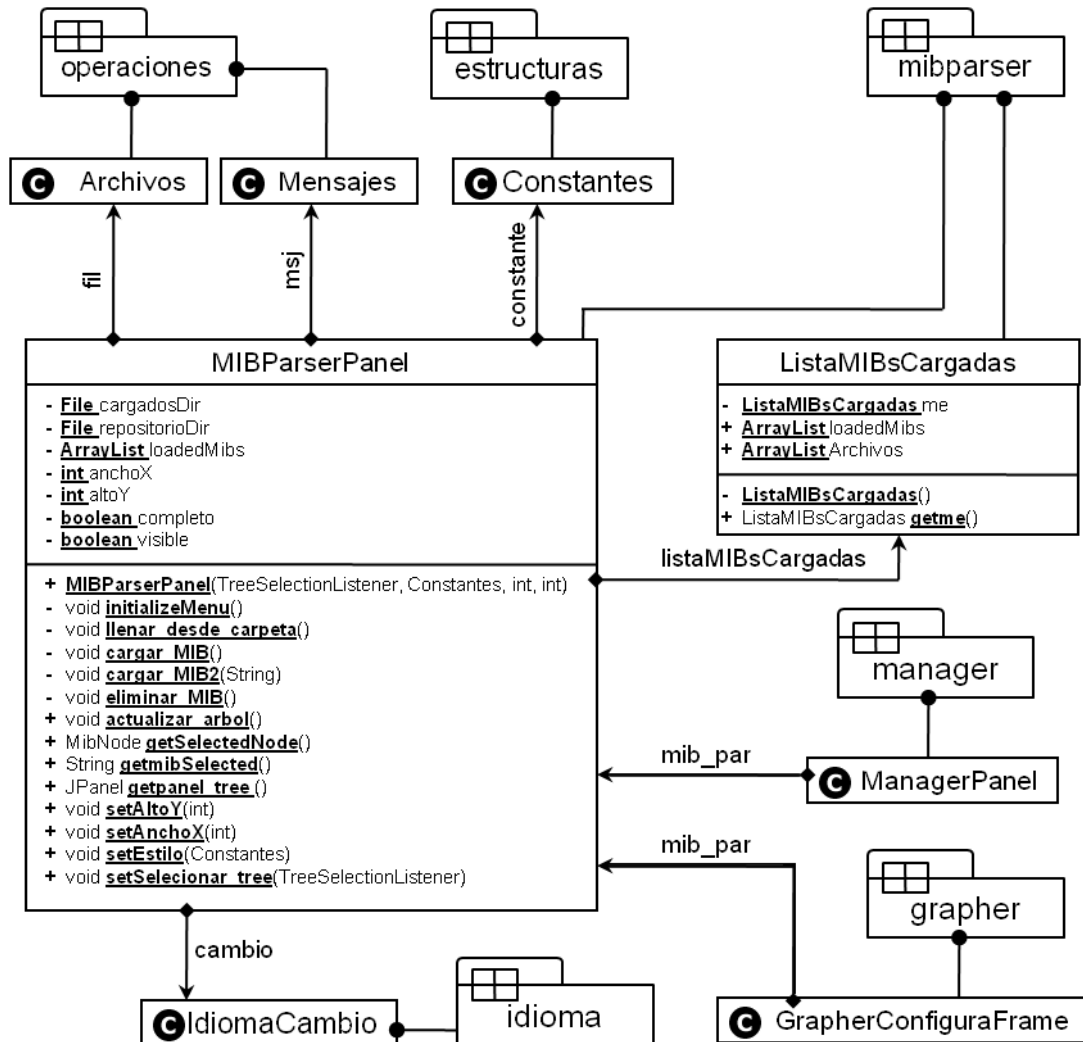 operaciones
estructuras
mibparser
C Archivos
C Mensajes
C Constantes
fil
msj
constante
MIBParserPanel
- File cargadosDir
- File repositorioDir
- ArrayList loadedMibs
- int anchoX
- int altoY
- boolean completo
- boolean visible
+ MIBParserPanel(TreeSelectionListener, Constantes, int, int)
- void initializeMenu()
- void llenar_desde_carpeta()
- void cargar_MIB()
- void cargar_MIB2(String)
- void eliminar_MIB()
+ void actualizar_arbol()
+ MibNode getSelectedNode()
+ String getmibSelected()
+ JPanel getpanel_tree ()
+ void setAltoY(int)
+ void setAnchoX(int)
+ void setEstilo(Constantes)
+ void setSelecionar_tree(TreeSelectionListener)
ListaMIBsCargadas
- ListaMIBsCargadas me
+ ArrayList loadedMibs
+ ArrayList Archivos
- ListaMIBsCargadas()
+ ListaMIBsCargadas getme()
listaMIBsCargadas
manager
mib_par
C ManagerPanel
mib_par
grapher
C GrapherConfiguraFrame
cambio
C IdiomaCambio
idioma